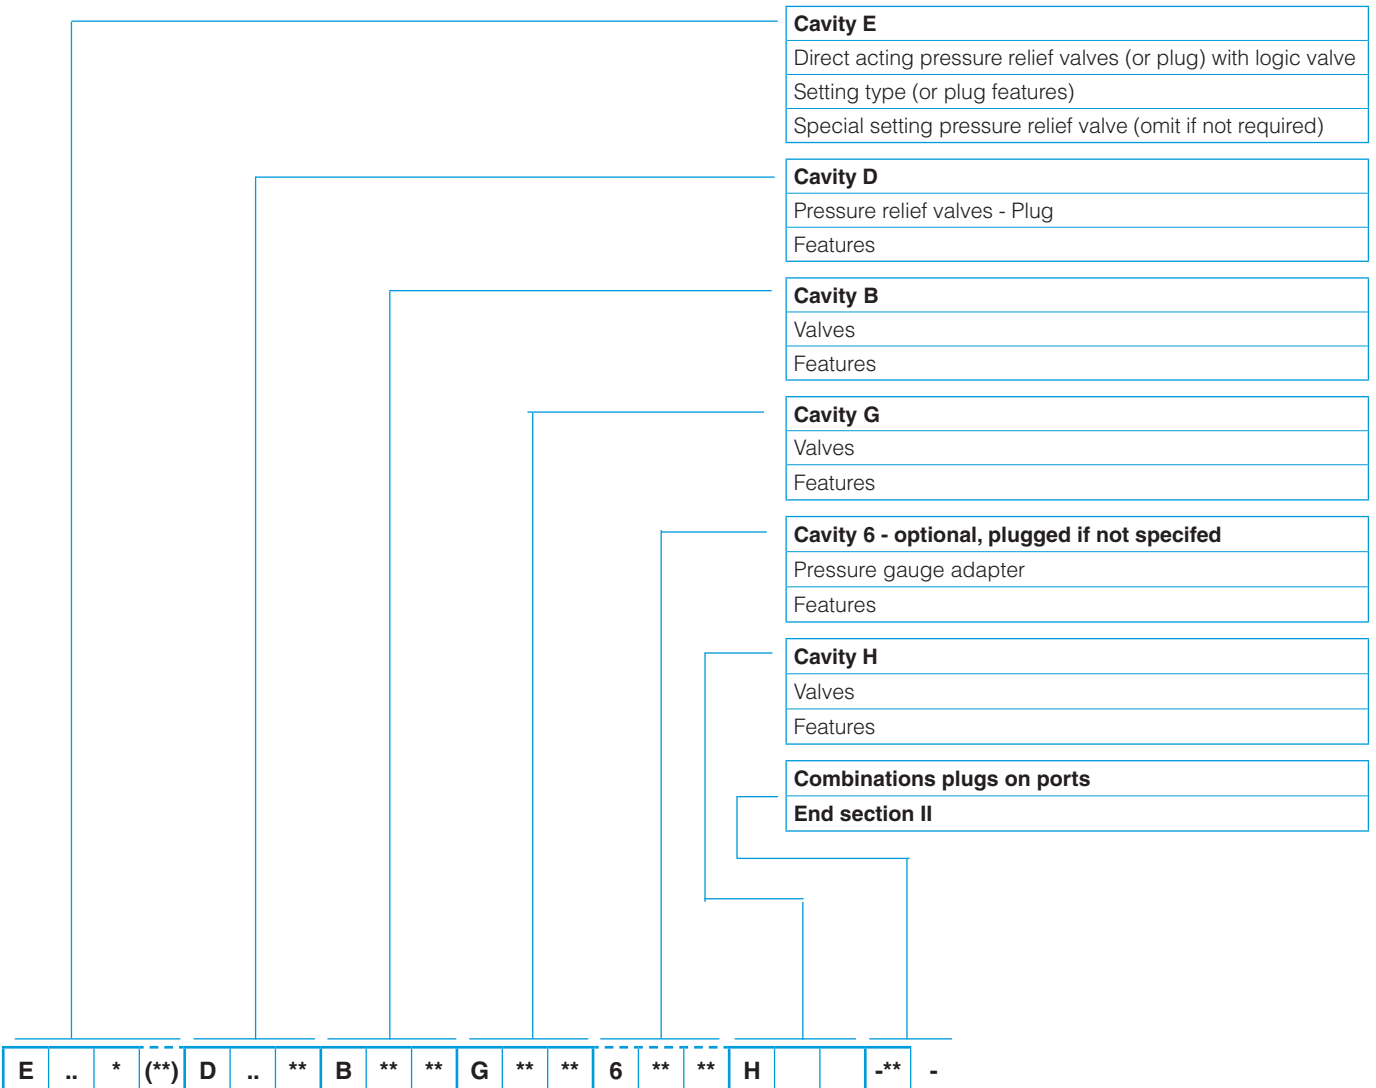 Cavity E
Direct acting pressure relief valves (or plug) with logic valve
Setting type (or plug features)
Special setting pressure relief valve (omit if not required)
Cavity D
Pressure relief valves - Plug
Features
Cavity B
Valves
Features
Cavity G
Valves
Features
Cavity 6 - optional, plugged if not specifed
Pressure gauge adapter
Features
Cavity H
Valves
Features
Combinations plugs on ports
End section II
E .. * (**) D .. ** B ** ** G ** ** 6 ** ** H -** -